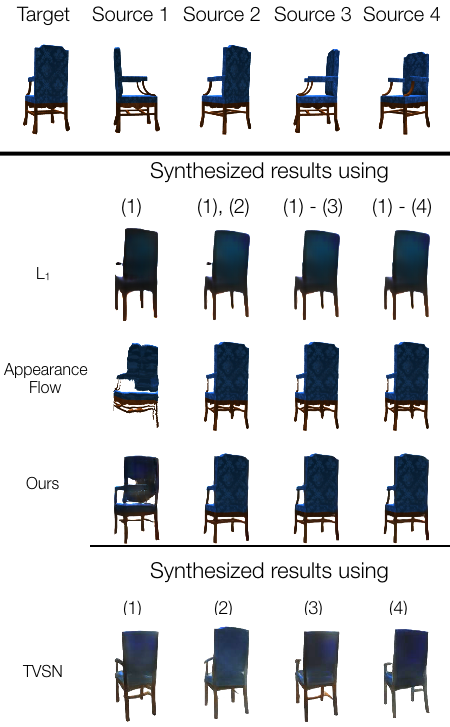 Target Source 1 Source 2 Source 3 Source 4
Synthesized results using
(1) (1), (2) (1) - (3) (1) - (4)
L₁
Appearance
Flow
Ours
Synthesized results using
(1) (2) (3) (4)
TVSN